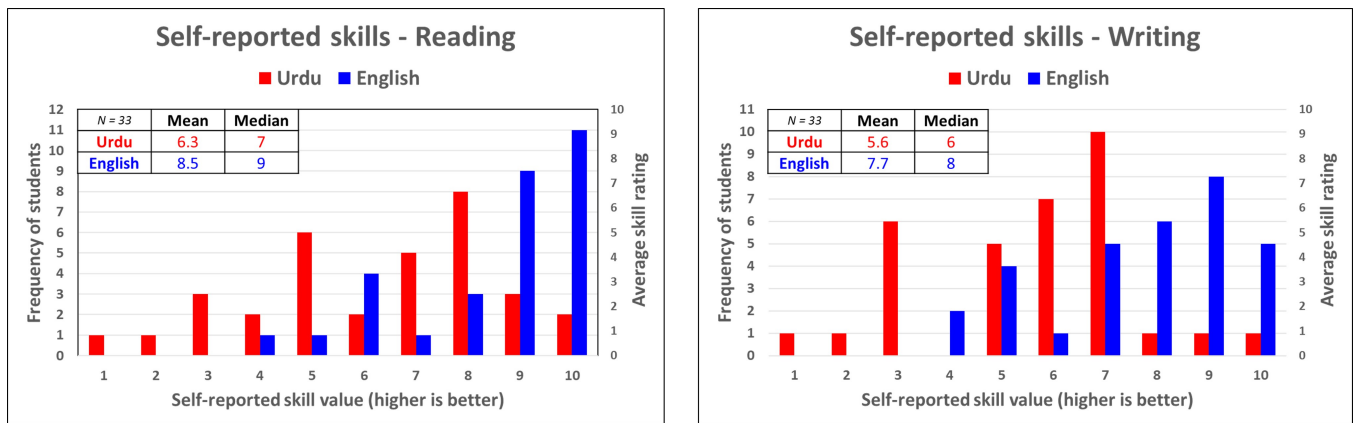 Self-reported skills - Reading
Urdu English
N = 33 Mean Median
Urdu 6.3 7
English 8.5 9
Frequency of students
12
11
10
9
8
7
6
5
4
3
2
1
0
10
9
8
7
6
5
4
3
2
1
0
Average skill rating
1 2 3 4 5 6 7 8 9 10
Self-reported skill value (higher is better)
Self-reported skills - Writing
Urdu English
N = 33 Mean Median
Urdu 5.6 6
English 7.7 8
Frequency of students
11
10
9
8
7
6
5
4
3
2
1
0
10
9
8
7
6
5
4
3
2
1
0
Average skill rating
1 2 3 4 5 6 7 8 9 10
Self-reported skill value (higher is better)